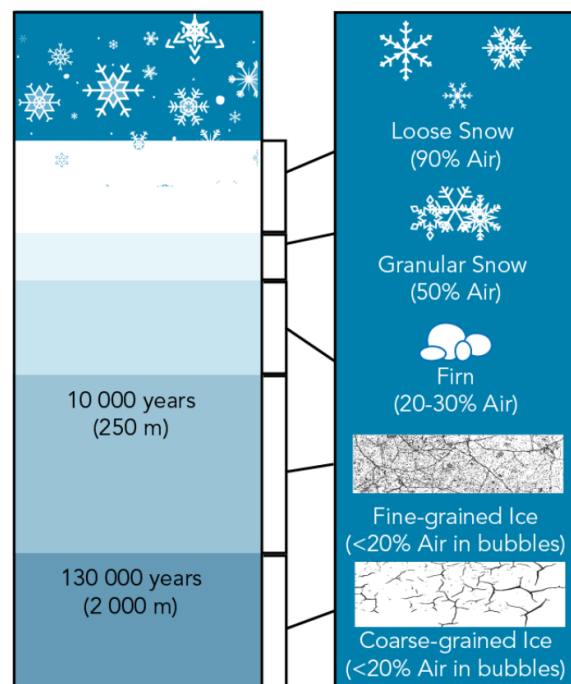 10 000 years
(250 m)
130 000 years
(2 000 m)
Loose Snow
(90% Air)
Granular Snow
(50% Air)
Firn
(20-30% Air)
Fine-grained Ice
(<20% Air in bubbles)
Coarse-grained Ice
(<20% Air in bubbles)